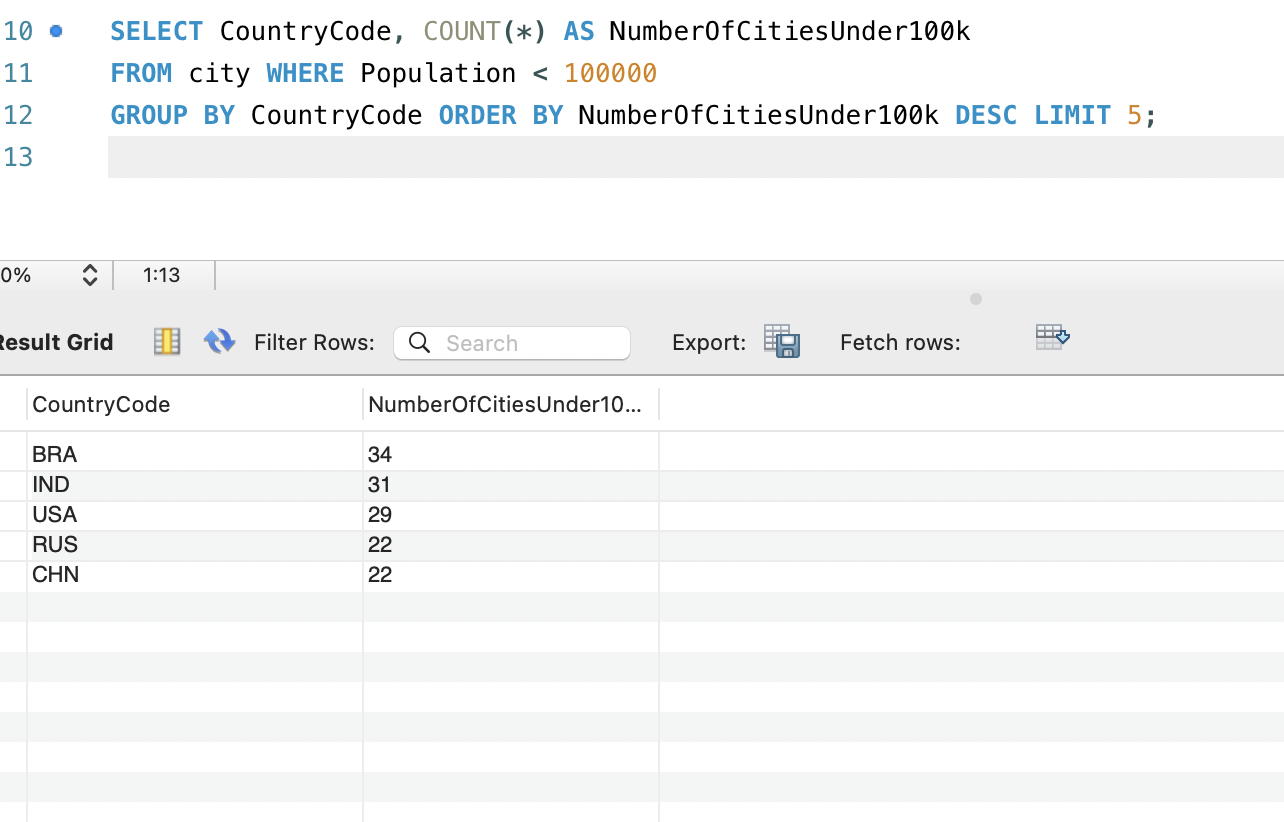 10 SELECT CountryCode, COUNT(*) AS NumberOfCitiesUnder100k
11 FROM city WHERE Population < 100000
12 GROUP BY CountryCode ORDER BY NumberOfCitiesUnder100k DESC LIMIT 5;
13
0% 1:13
Result Grid Filter Rows: Search Export: Fetch rows:
CountryCode NumberOfCitiesUnder10...
BRA 34
IND 31
USA 29
RUS 22
CHN 22